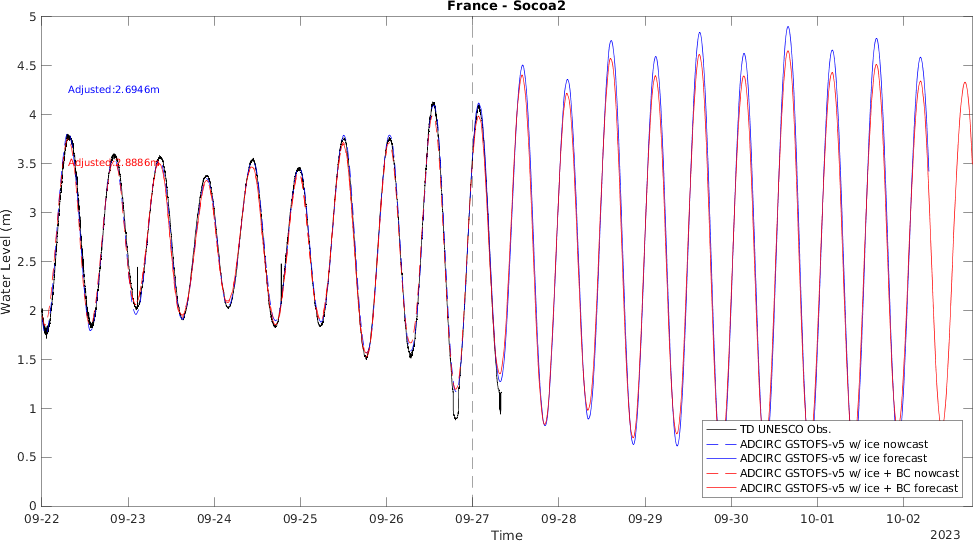 France - Socoa2
5
4.5
4
3.5
3
2.5
2
1.5
1
0.5
0
Water Level (m)
Adjusted:2.6946m
Adjusted:2.8886m
TD UNESCO Obs.
ADCIRC GSTOFS-v5 w/ ice nowcast
ADCIRC GSTOFS-v5 w/ ice forecast
ADCIRC GSTOFS-v5 w/ ice + BC nowcast
ADCIRC GSTOFS-v5 w/ ice + BC forecast
09-22 09-23 09-24 09-25 09-26 09-27 09-28 09-29 09-30 10-01 10-02
Time
2023